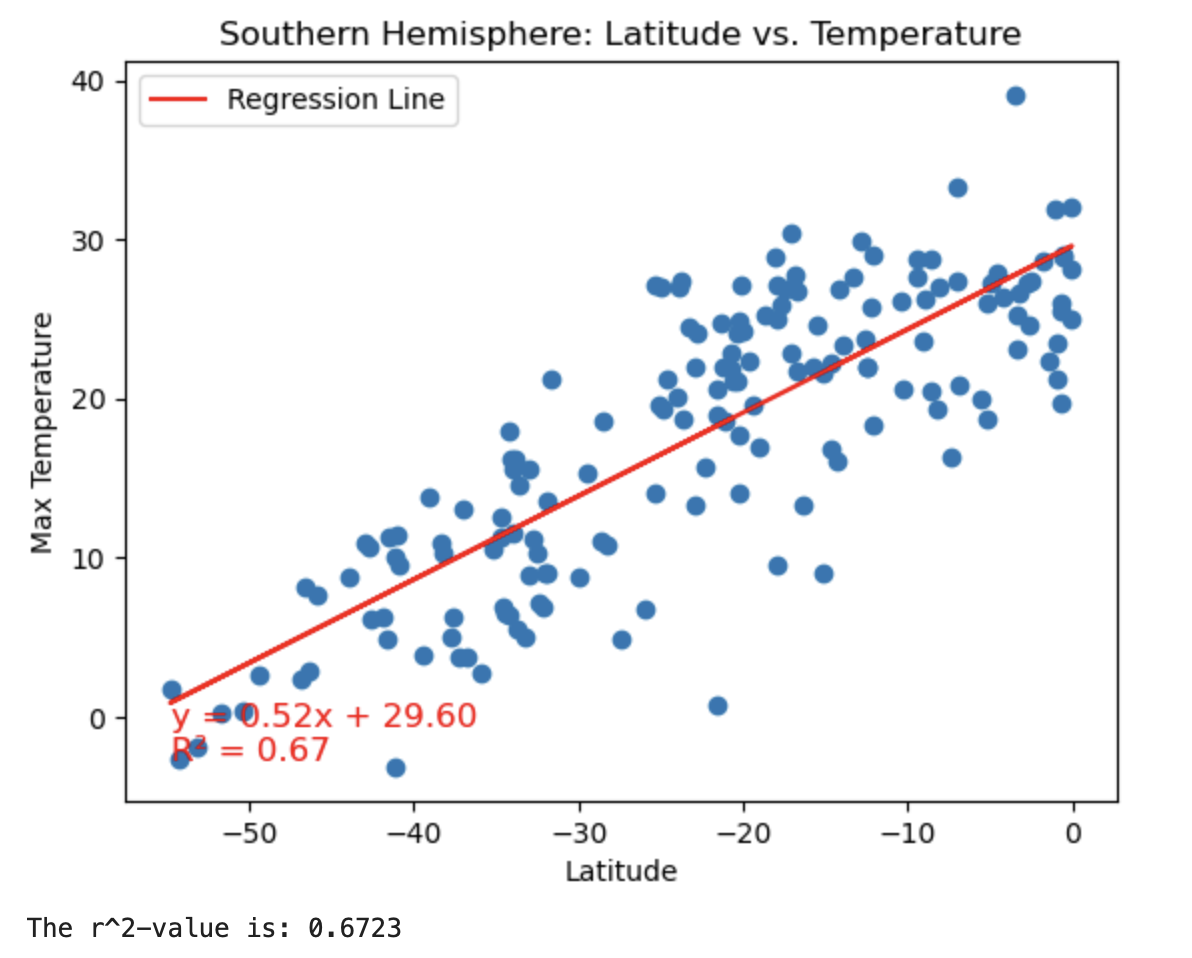 Southern Hemisphere: Latitude vs. Temperature
Regression Line
40
30
20
10
0
Max Temperature
y = 0.52x + 29.60
R² = 0.67
−50 −40 −30 −20 −10 0
Latitude
The r^2-value is: 0.6723